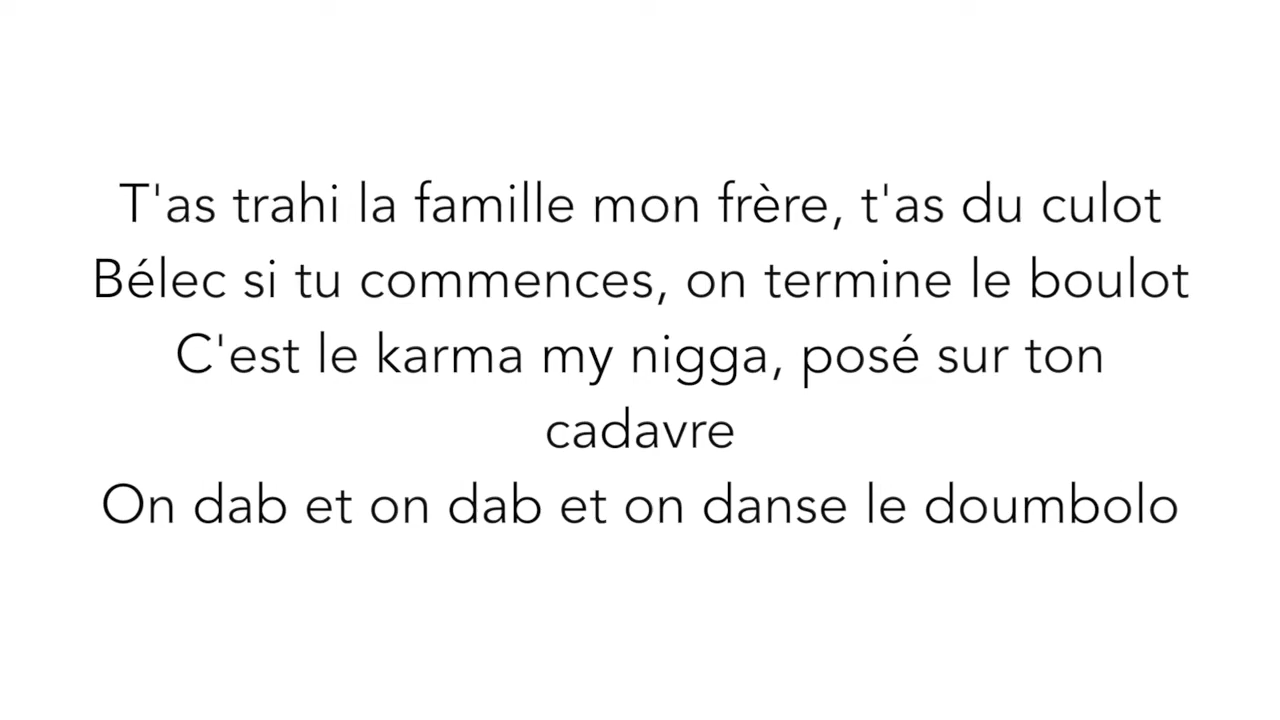 T'as trahi la famille mon frère, t'as du culot
Bélec si tu commences, on termine le boulot
C'est le karma my nigga, posé sur ton
cadavre
On dab et on dab et on danse le doumbolo